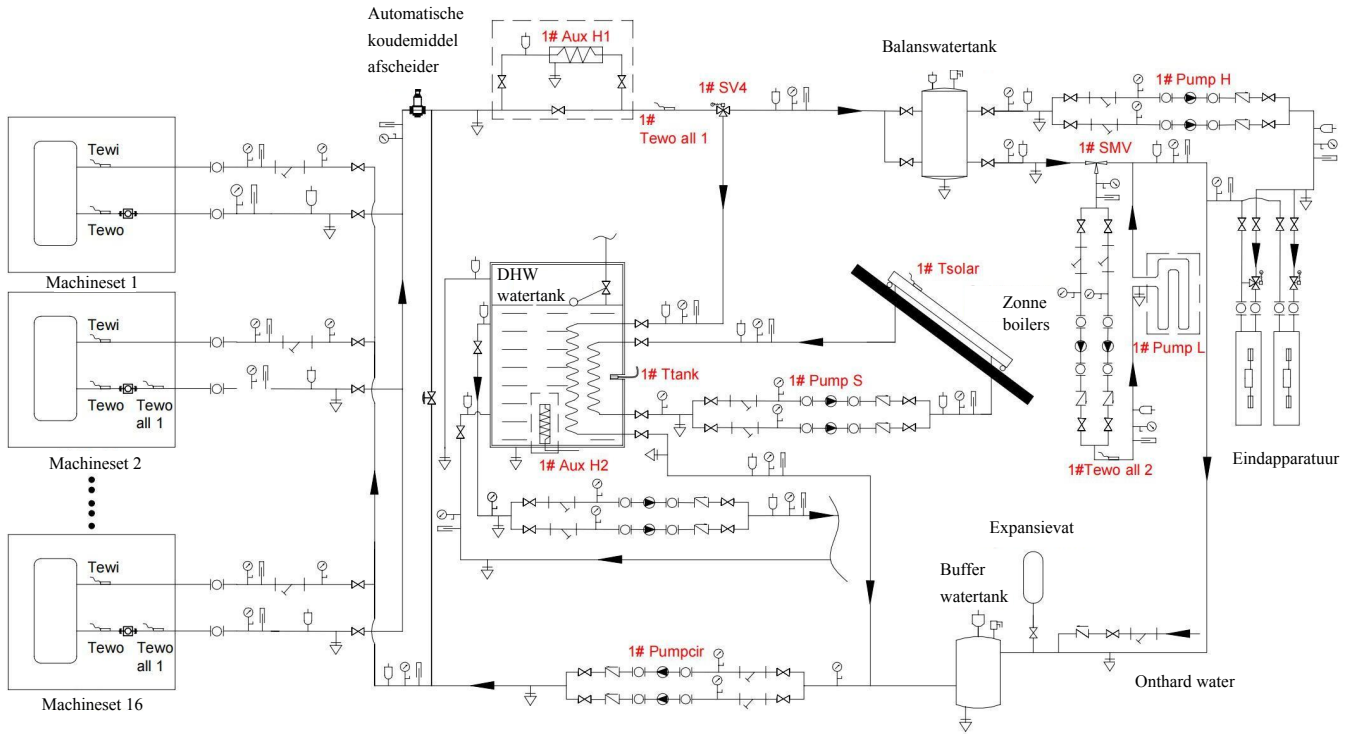 Automatische
koudemiddel
afscheider
1# Aux H1
Balanswatertank
1# Pump H
1# SV4
1#
Tewo all 1
1# SMV
Tewi
Tewo
Machineset 1
DHW
watertank
1# Tsolar
Zonne
boilers
Tewi
1# Pump L
1# Ttank
1# Pump S
Tewo
Tewo
all 1
Machineset 2
1# Aux H2
1#Tewo all 2
Eindapparatuur
Expansievat
Tewi
Buffer
watertank
Tewo
Tewo
all 1
1# Pumpcir
Onthard water
Machineset 16